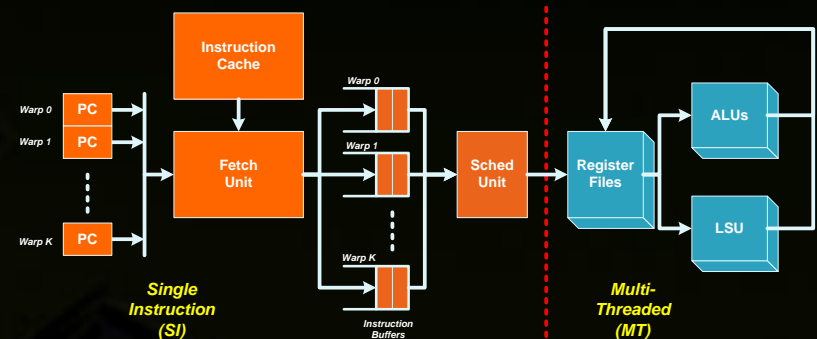 Instruction
Cache
Warp 0
PC
Warp 1
PC
Warp K
PC
Fetch
Unit
Warp 0
Warp 1
Warp K
Instruction
Buffers
Sched
Unit
Register
Files
ALUs
LSU
Single
Instruction
(SI)
Multi-
Threaded
(MT)